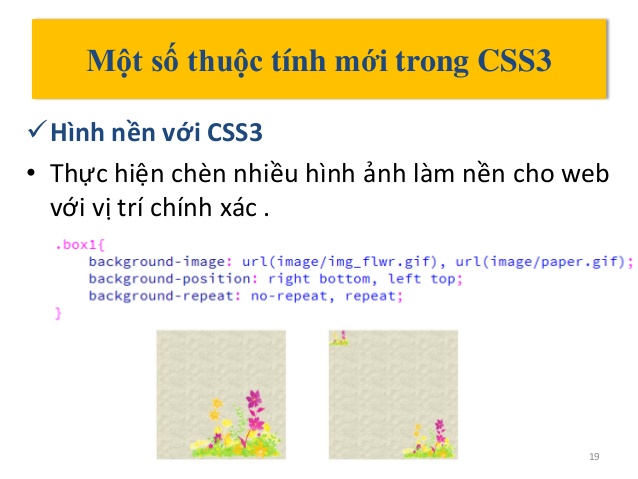 Một số thuộc tính mới trong CSS3
✓Hình nền với CSS3
• Thực hiện chèn nhiều hình ảnh làm nền cho web
với vị trí chính xác .
.box1{
background-image: url(image/img_flwr.gif), url(image/paper.gif);
background-position: right bottom, left top;
background-repeat: no-repeat, repeat;
}
19